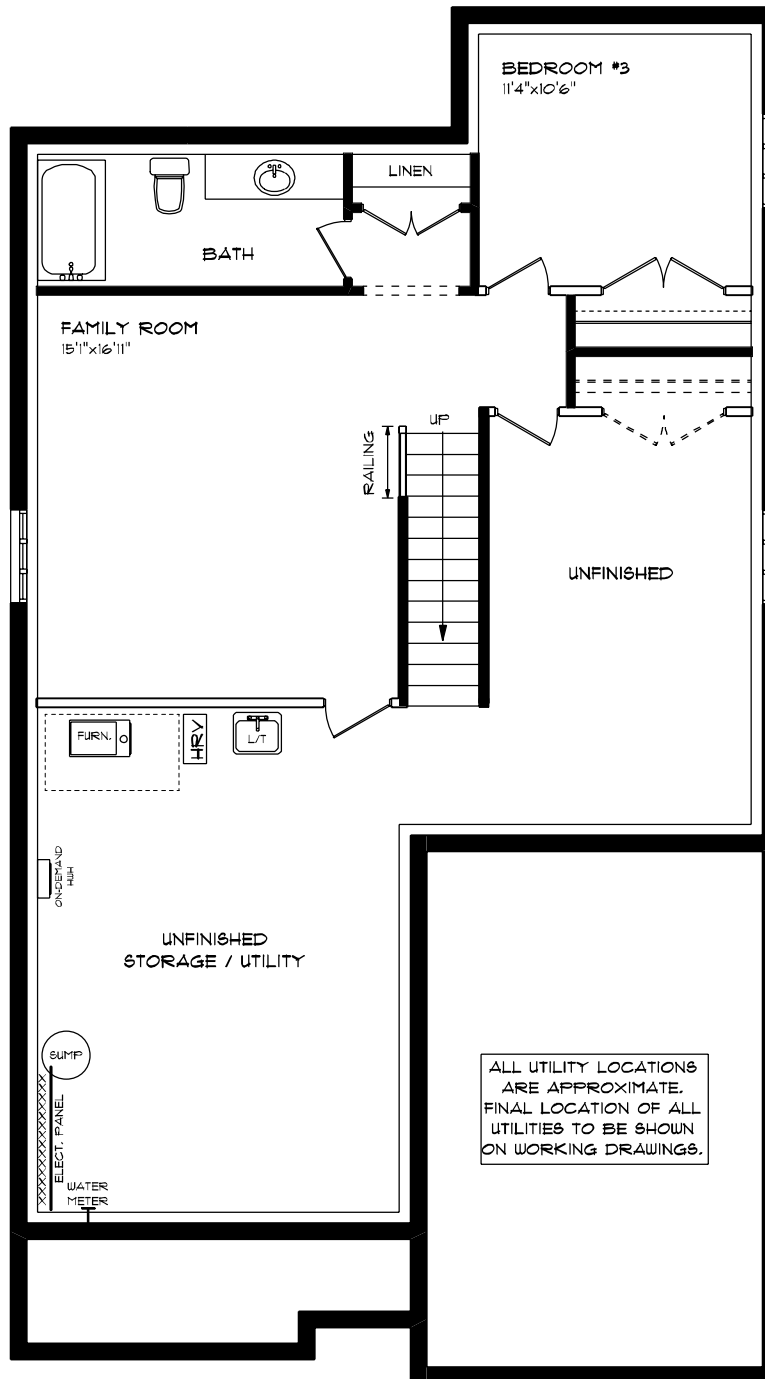 BEDROOM #3
11'4"x10'6"
LINEN
BATH
FAMILY ROOM
15'1"x16'11"
UP
RAILING
UNFINISHED
FURN.
HRV
L/T
ON-DEMAND
HWH
UNFINISHED
STORAGE / UTILITY
SUMP
ELECT. PANEL
WATER
METER
ALL UTILITY LOCATIONS
ARE APPROXIMATE.
FINAL LOCATION OF ALL
UTILITIES TO BE SHOWN
ON WORKING DRAWINGS.